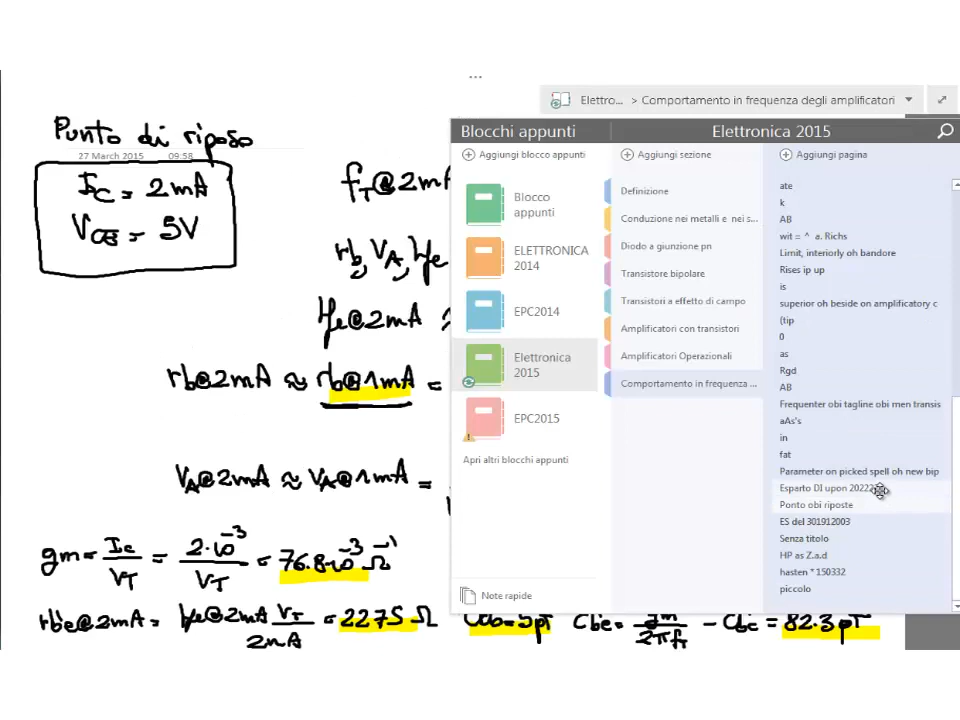 ...
Elettro... > Comportamento in frequenza degli amplificatori
Punto di riposo
27 March 2015 09:58
IC = 2mA
VCB = 5V
fT@2mA
rb, VA, Hfe
Hfe@2mA ≈
rb@2mA ≈ rb@1mA =
VA@2mA ≈ VA@1mA =
gm = Ic/VT = 2·10^-3/VT = 76.8·10^-3 Ω^-1
rbe@2mA = hfe@2mA VT/2mA = 2275 Ω
Cbe = gm/2πfT - Cbc = 82.3pF
Blocchi appunti
Aggiungi blocco appunti
Blocco appunti
ELETTRONICA 2014
EPC2014
Elettronica 2015
EPC2015
Apri altri blocchi appunti
Note rapide
Elettronica 2015
Aggiungi sezione
Definizione
Conduzione nei metalli e nei s...
Diodo a giunzione pn
Transistore bipolare
Transistori a effetto di campo
Amplificatori con transistori
Amplificatori Operazionali
Comportamento in frequenza ...
Aggiungi pagina
ate
k
AB
wit = ^ a. Richs
Limit, interiorly oh bandore
Rises ip up
is
superior oh beside on amplificatory c
(tip
0
as
Rgd
AB
Frequenter obi tagline obi men transis
aAs's
in
fat
Parameter on picked spell oh new bip
Esparto DI upon 20222
Ponto obi riposte
ES del 301912003
Senza titolo
HP as Z.a.d
hasten * 150332
piccolo